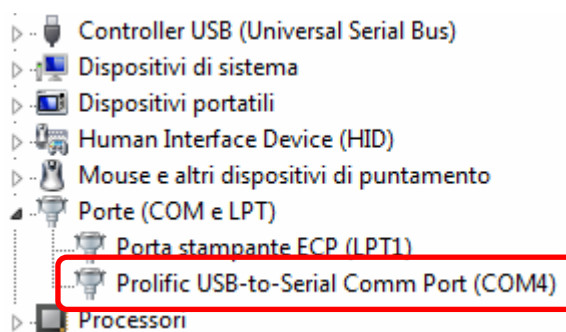 Controller USB (Universal Serial Bus)
Dispositivi di sistema
Dispositivi portatili
Human Interface Device (HID)
Mouse e altri dispositivi di puntamento
Porte (COM e LPT)
Porta stampante ECP (LPT1)
Prolific USB-to-Serial Comm Port (COM4)
Processori